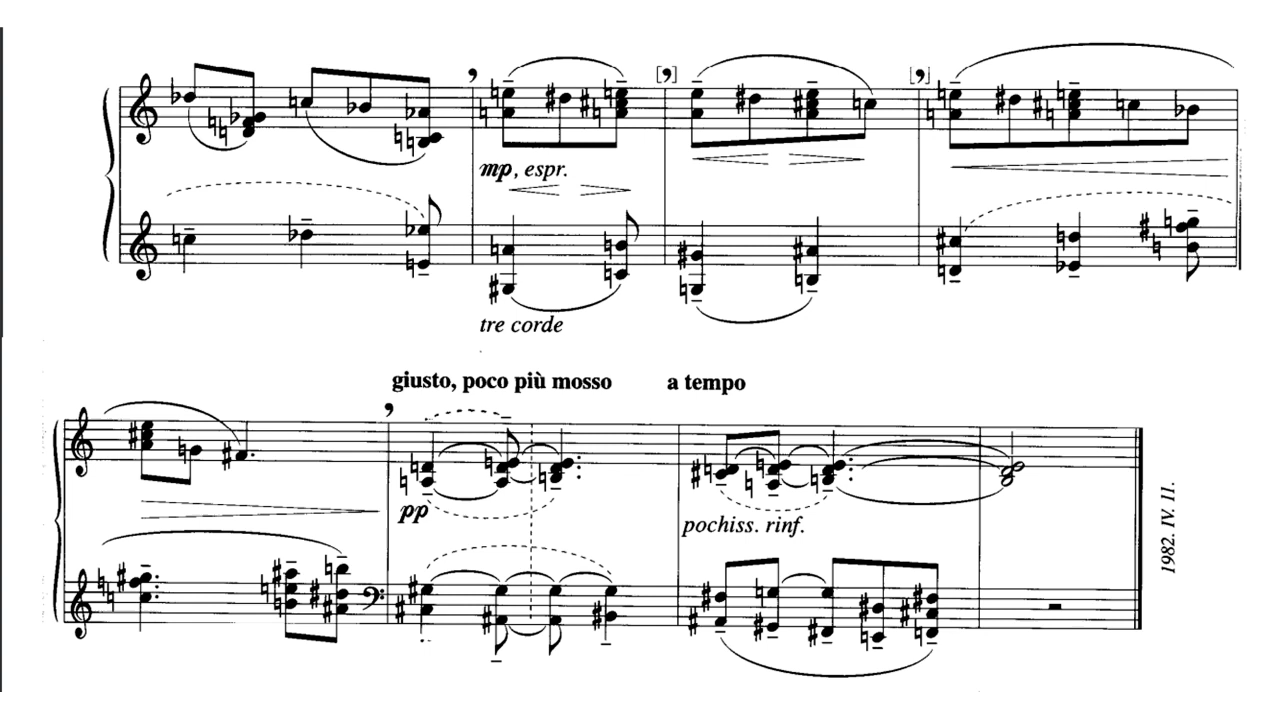 mp, espr.
tre corde
giusto, poco più mosso
a tempo
pp
pochiss. rinf.
1982. IV. 11.